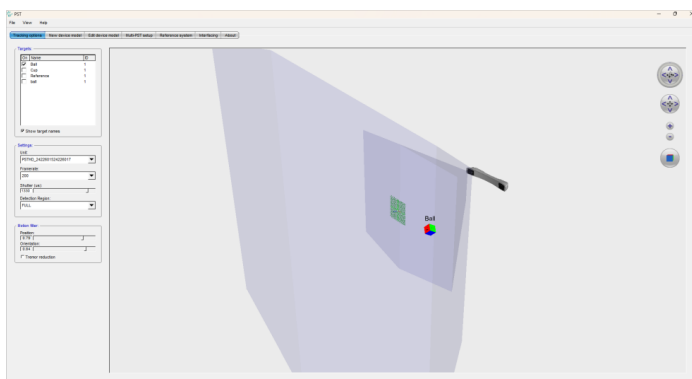 PST
File View Help
Tracking options New device model Edit device model Multi-PST setup Reference system Interfacing About
Targets
On Name ID
Ball 1
Cup 1
Reference 1
ball 1
Show target names
Settings
Unit
Framerate
200
Shutter (us)
Detection Region
FULL
Motion filter
Position
Orientation
Tremor reduction
Ball